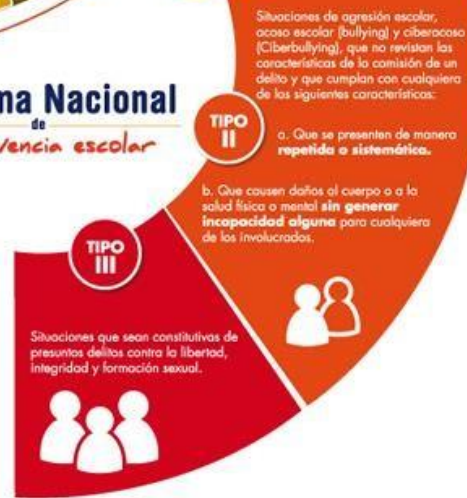 Situaciones de agresión escolar,
acoso escolar (bullying) y ciberacoso
(Ciberbullying), que no revistan las
características de la comisión de un
delito y que cumplan con cualquiera
de las siguientes características:
Nacional
de
escolar
TIPO
II
a. Que se presenten de manera
repetida o sistemática.
b. Que causen daños al cuerpo o a la
salud física o mental sin generar
incapacidad alguna para cualquiera
de los involucrados.
TIPO
III
Situaciones que sean constitutivas de
presuntos delitos contra la libertad,
integridad y formación sexual.